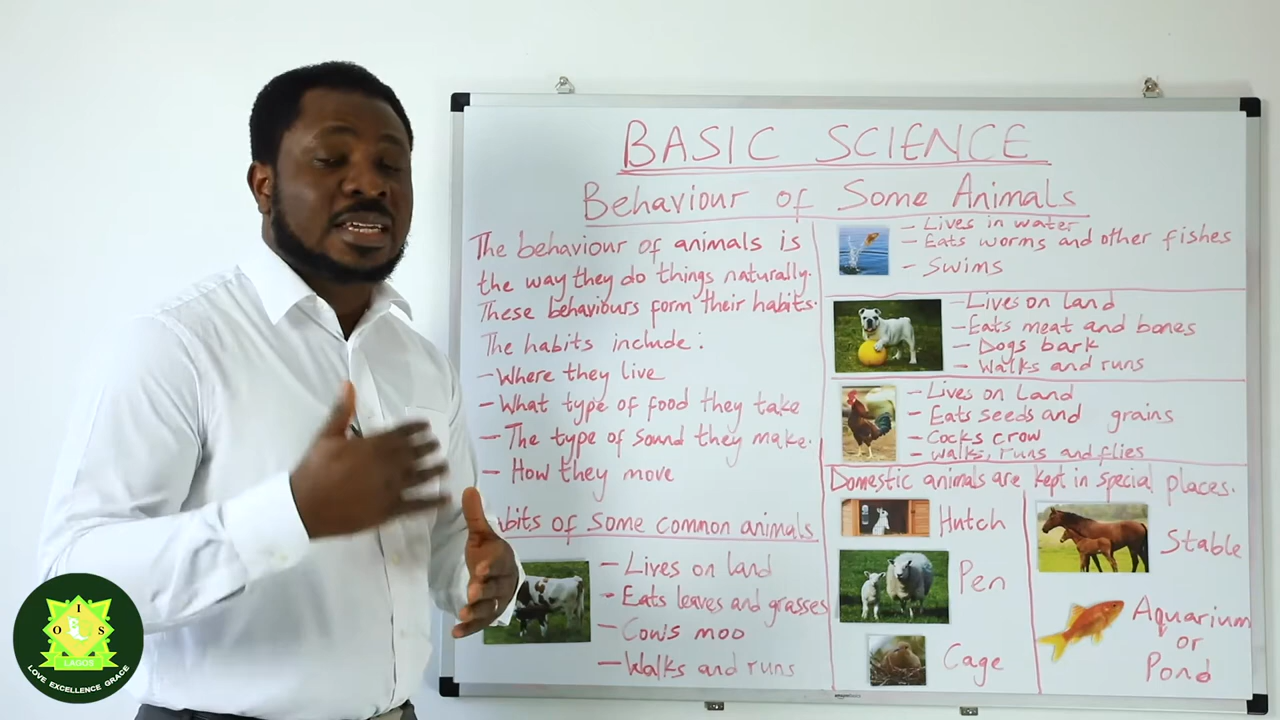 BASIC SCIENCE
Behaviour of Some Animals
The behaviour of animals is
the way they do things naturally.
These behaviours form their habits.
The habits include:
- Where they live
- What type of food they take
- The type of sound they make.
- How they move
bits of some common animals
- Lives on land
- Eats leaves and grasses
- Cow's moo
- Walks and runs
- Lives in water
- Eats worms and other fishes
- Swims
- Lives on land
- Eats meat and bones
- Dogs bark
- Walks and runs
- Lives on Land
- Eats seeds and grains
- Cocks crow
- Walks, runs and flies
Domestic animals are kept in special places.
Hutch
Pen
Cage
Stable
Aquarium
or
Pond
I
O S
LAGOS
LOVE EXCELLENCE GRACE